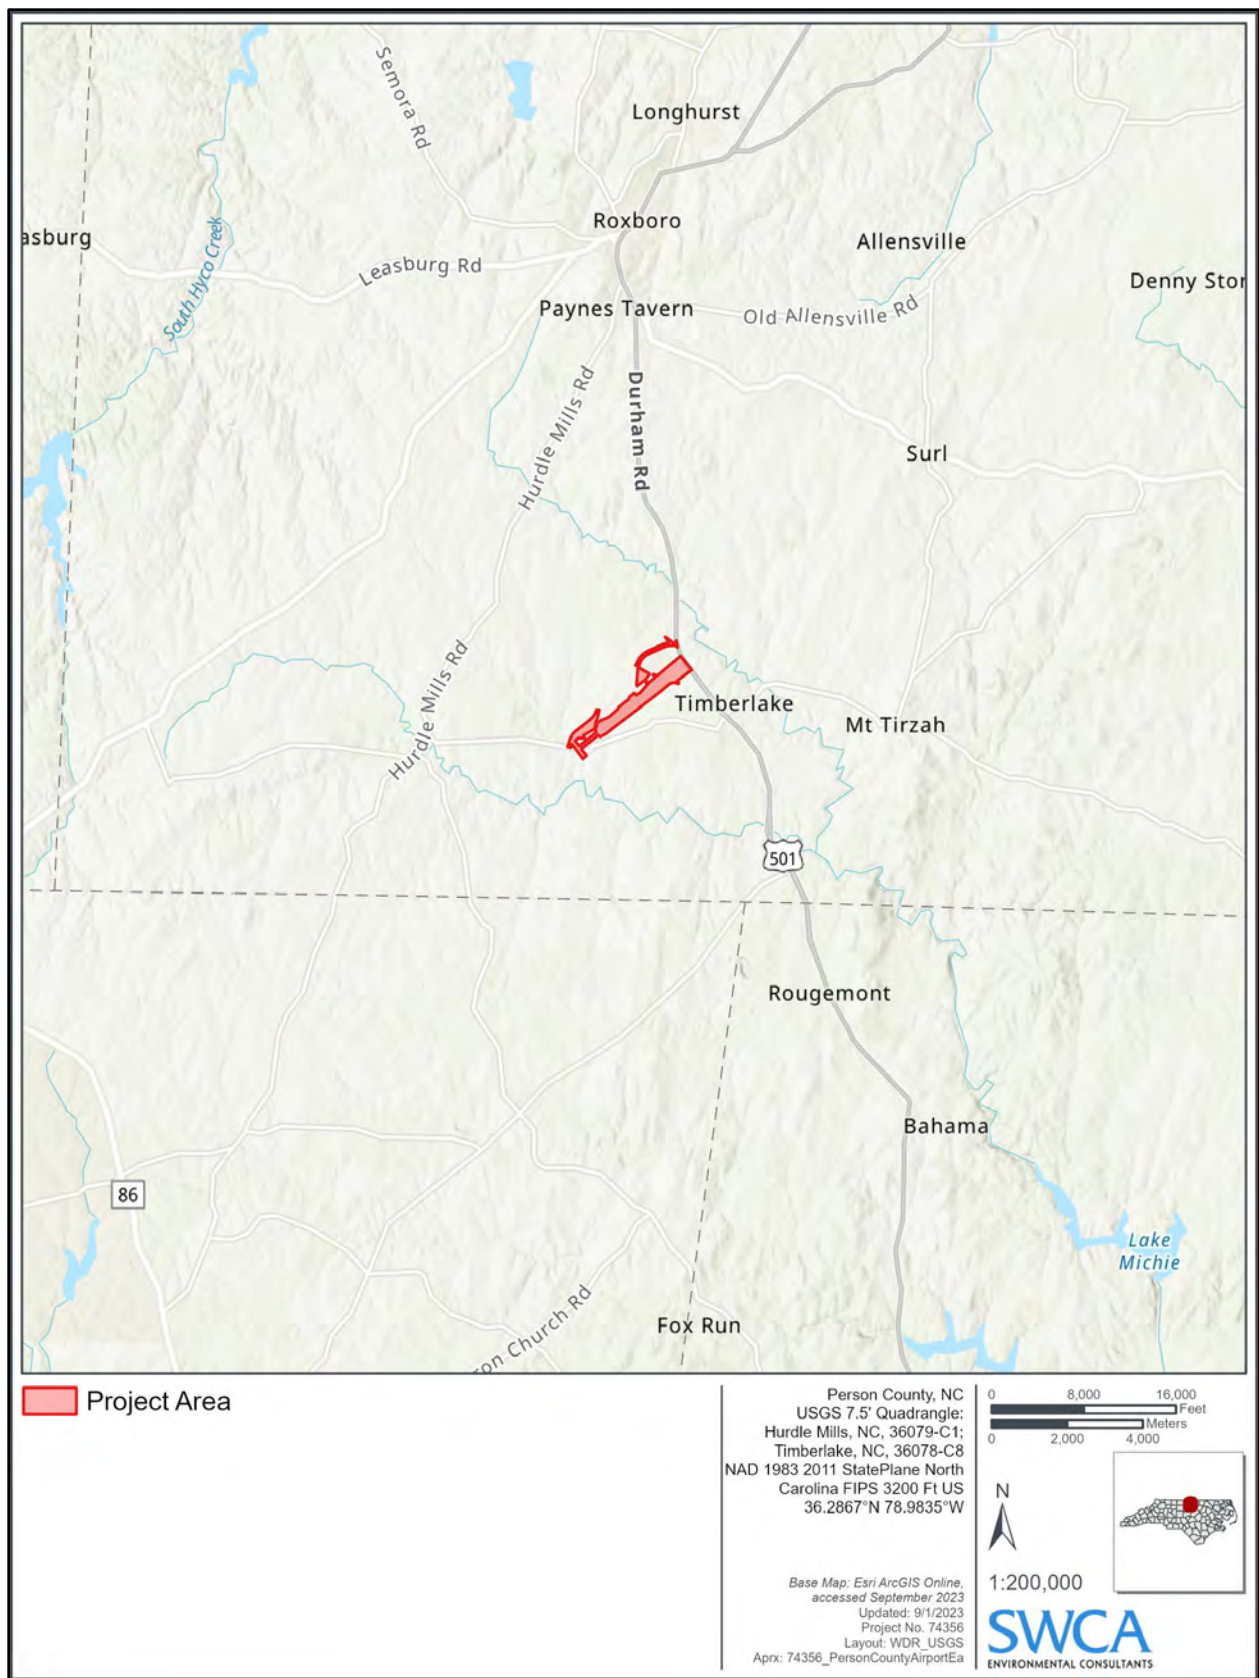 Longhurst
Semora Rd
Roxboro
asburg
Allensville
Leasburg Rd
South Hyco Creek
Denny Stor
Paynes Tavern
Old Allensville Rd
Hurdle Mills Rd
Durham Rd
Surl
Hurdle Mills Rd
Timberlake
Mt Tirzah
501
Rougemont
Bahama
86
Lake
Michie
Fox Run
ron Church Rd
Project Area
Person County, NC
USGS 7.5' Quadrangle:
Hurdle Mills, NC, 36079-C1;
Timberlake, NC, 36078-C8
NAD 1983 2011 StatePlane North
Carolina FIPS 3200 Ft US
36.2867°N 78.9835°W
Base Map: Esri ArcGIS Online,
accessed September 2023
Updated: 9/1/2023
Project No. 74356
Layout: WDR_USGS
Aprx: 74356_PersonCountyAirportEa
0 8,000 16,000
Feet
Meters
0 2,000 4,000
N
1:200,000
SWCA
ENVIRONMENTAL CONSULTANTS